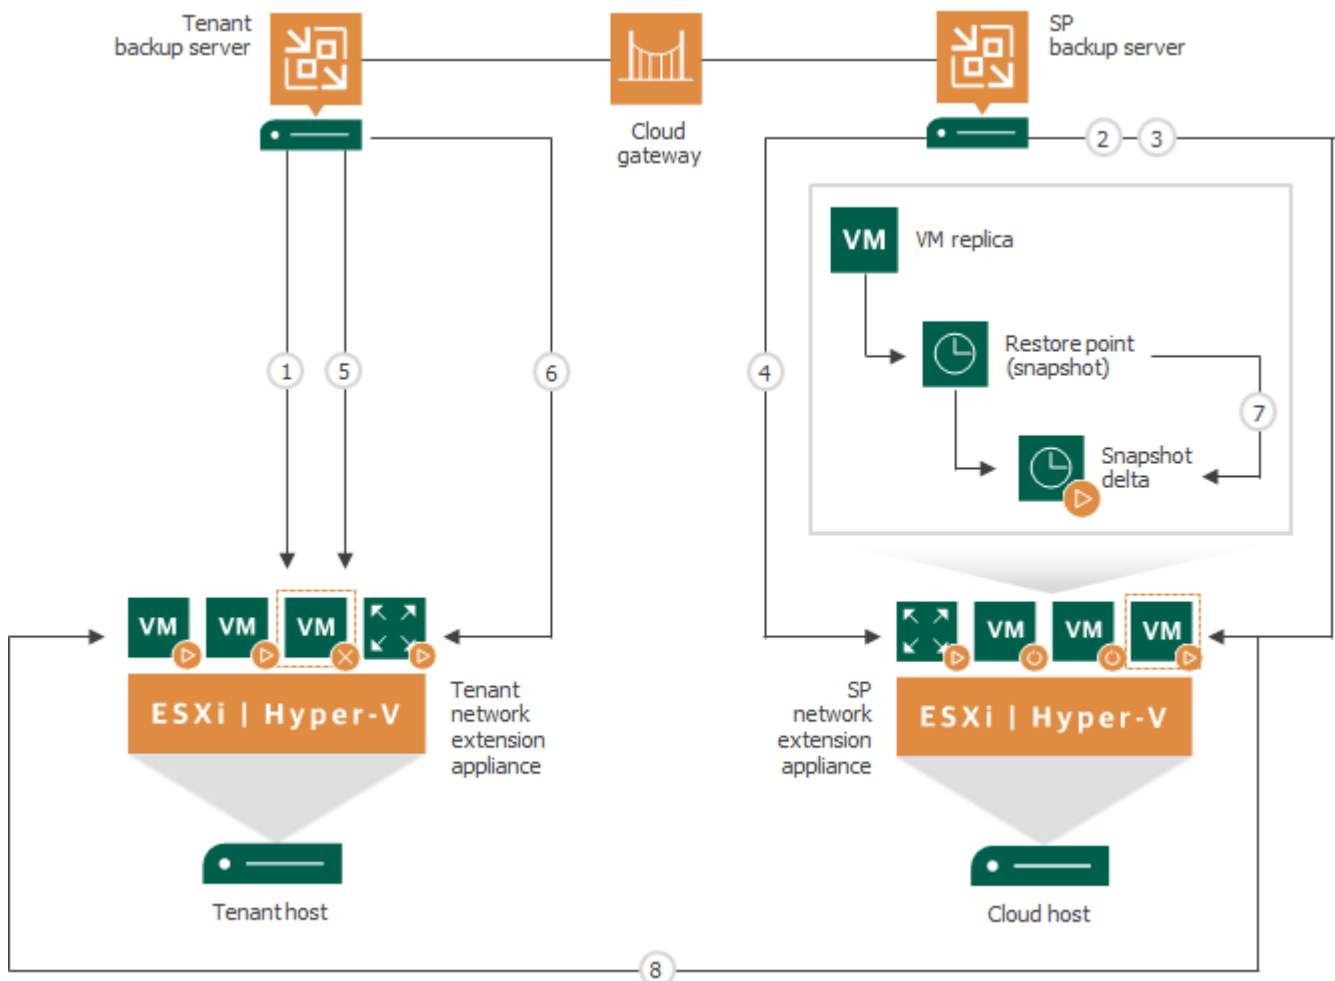 Tenant
backup server
SP
backup server
Cloud
gateway
2
3
VM
VM replica
Restore point
(snapshot)
1
5
6
4
7
Snapshot
delta
VM
VM
VM
VM
VM
VM
ESXi | Hyper-V
Tenant
network
extension
appliance
SP
network
extension
appliance
ESXi | Hyper-V
Tenant host
Cloud host
8